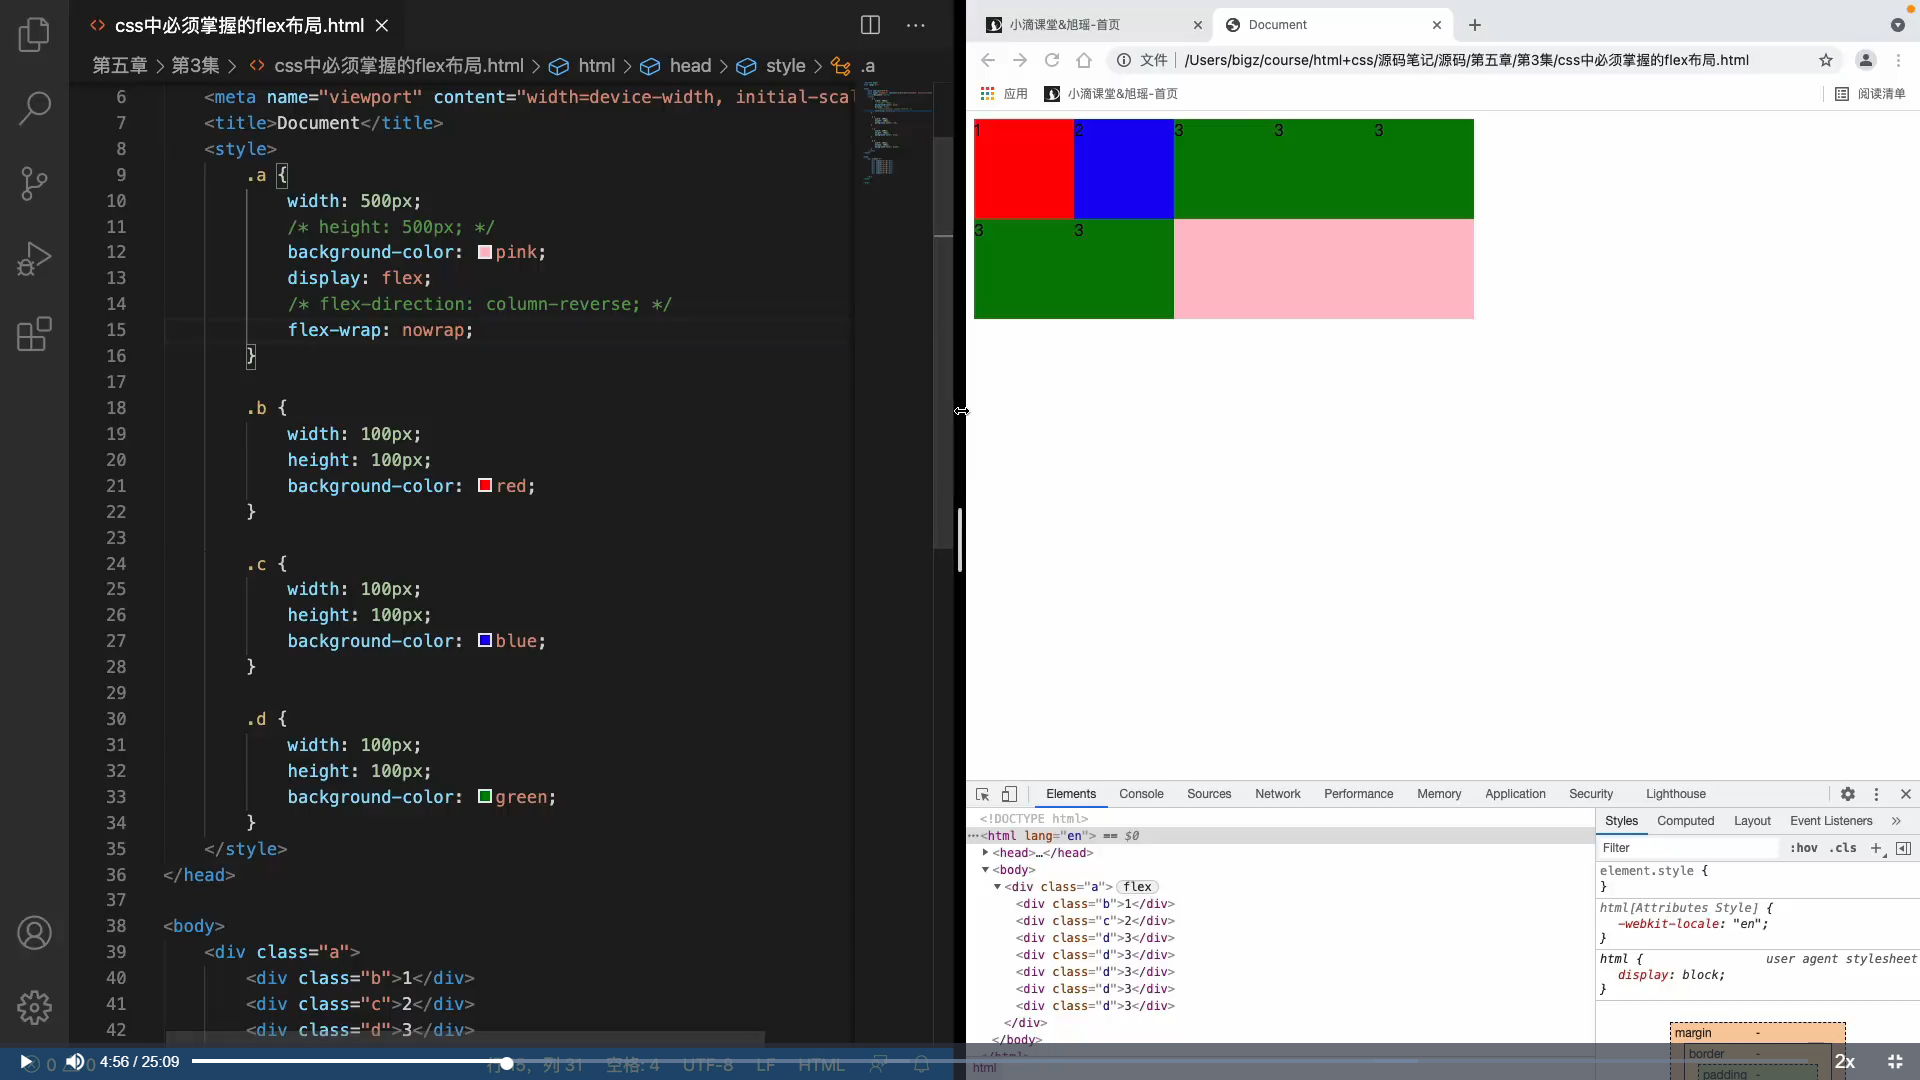 css中必须掌握的flex布局.html
第五章 > 第3集 > css中必须掌握的flex布局.html > html > head > style > .a
6 <meta name="viewport" content="width=device-width, initial-sca
7 <title>Document</title>
8 <style>
9 .a {
10 width: 500px;
11 /* height: 500px; */
12 background-color: pink;
13 display: flex;
14 /* flex-direction: column-reverse; */
15 flex-wrap: nowrap;
16 }
17
18 .b {
19 width: 100px;
20 height: 100px;
21 background-color: red;
22 }
23
24 .c {
25 width: 100px;
26 height: 100px;
27 background-color: blue;
28 }
29
30 .d {
31 width: 100px;
32 height: 100px;
33 background-color: green;
34 }
35 </style>
36 </head>
37
38 <body>
39 <div class="a">
40 <div class="b">1</div>
41 <div class="c">2</div>
42 <div class="d">3</div>
4:56 / 25:09
空格: 4 UTF-8 LF HTML
2x
小滴课堂&旭瑶-首页
Document
文件 | /Users/bigz/course/html+css/源码笔记/源码/第五章/第3集/css中必须掌握的flex布局.html
应用 小滴课堂&旭瑶-首页 阅读清单
1 2 3 3 3
3 3
Elements Console Sources Network Performance Memory Application Security Lighthouse
<!DOCTYPE html>
<html lang="en"> == $0
<head>…</head>
<body>
<div class="a"> flex
<div class="b">1</div>
<div class="c">2</div>
<div class="d">3</div>
<div class="d">3</div>
<div class="d">3</div>
<div class="d">3</div>
<div class="d">3</div>
</div>
</body>
</html>
html
Styles Computed Layout Event Listeners »
Filter :hov .cls +
element.style {
}
html[Attributes Style] {
-webkit-locale: "en";
}
html { user agent stylesheet
display: block;
}
margin -
border -
padding -